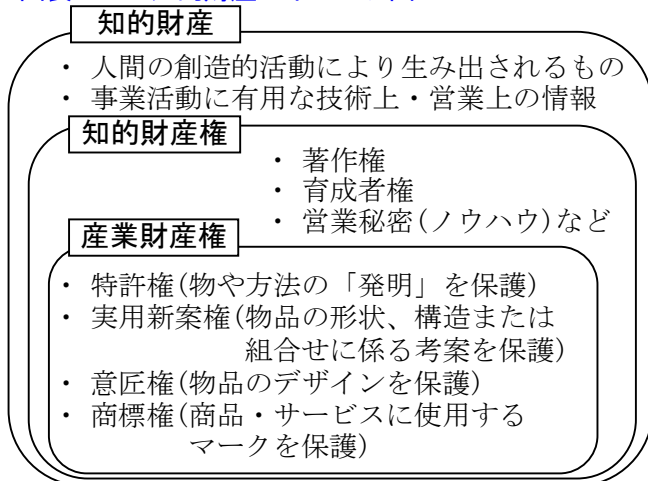 知的財産
・ 人間の創造的活動により生み出されるもの
・ 事業活動に有用な技術上・営業上の情報
知的財産権
・ 著作権
・ 育成者権
・ 営業秘密(ノウハウ)など
産業財産権
・ 特許権(物や方法の「発明」を保護)
・ 実用新案権(物品の形状、構造または
組合せに係る考案を保護)
・ 意匠権(物品のデザインを保護)
・ 商標権(商品・サービスに使用する
マークを保護)